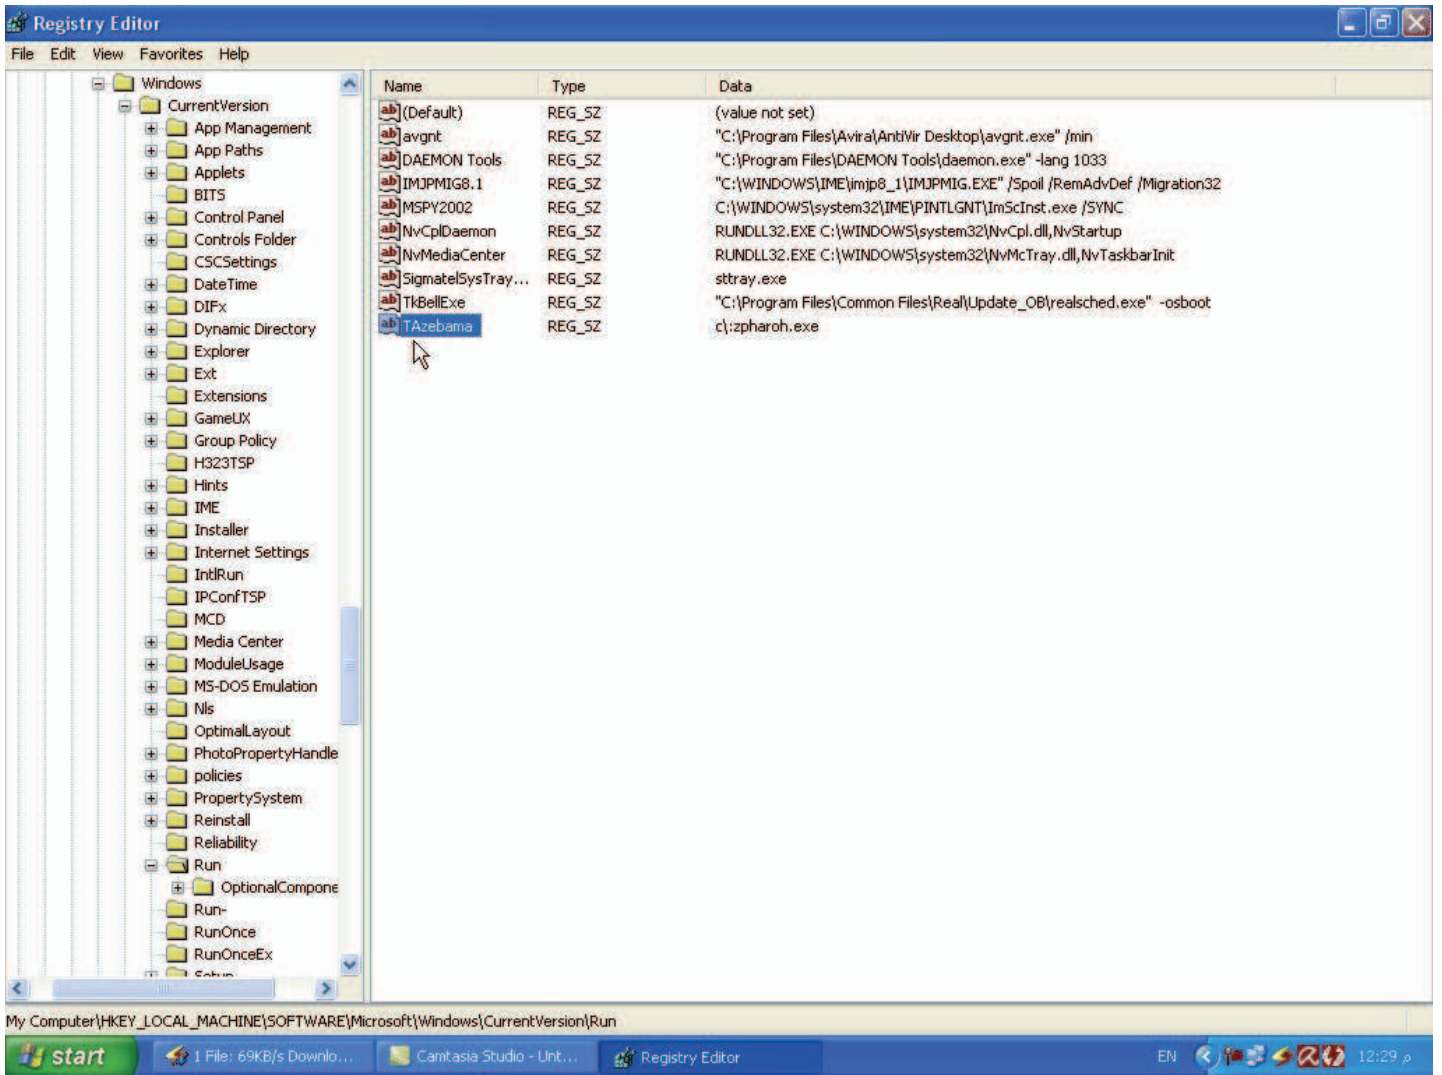 Registry Editor
File Edit View Favorites Help
Windows
CurrentVersion
App Management
App Paths
Applets
BITS
Control Panel
Controls Folder
CSCSettings
DateTime
DIFx
Dynamic Directory
Explorer
Ext
Extensions
GameUX
Group Policy
H323TSP
Hints
IME
Installer
Internet Settings
IntlRun
IPConfTSP
MCD
Media Center
ModuleUsage
MS-DOS Emulation
Nls
OptimalLayout
PhotoPropertyHandle
policies
PropertySystem
Reinstall
Reliability
Run
OptionalCompone
Run-
RunOnce
RunOnceEx
Setup
Name Type Data
(Default) REG_SZ (value not set)
avgnt REG_SZ "C:\Program Files\Avira\AntiVir Desktop\avgnt.exe" /min
DAEMON Tools REG_SZ "C:\Program Files\DAEMON Tools\daemon.exe" -lang 1033
IMJPMIG8.1 REG_SZ "C:\WINDOWS\IME\imjp8_1\IMJPMIG.EXE" /Spoil /RemAdvDef /Migration32
MSPY2002 REG_SZ C:\WINDOWS\system32\IME\PINTLGNT\ImScInst.exe /SYNC
NvCplDaemon REG_SZ RUNDLL32.EXE C:\WINDOWS\system32\NvCpl.dll,NvStartup
NvMediaCenter REG_SZ RUNDLL32.EXE C:\WINDOWS\system32\NvMcTray.dll,NvTaskbarInit
SigmatelSysTray... REG_SZ sttray.exe
TkBellExe REG_SZ "C:\Program Files\Common Files\Real\Update_OB\realsched.exe" -osboot
TAzebama REG_SZ c\:zpharoh.exe
My Computer\HKEY_LOCAL_MACHINE\SOFTWARE\Microsoft\Windows\CurrentVersion\Run
start 1 File: 69KB/s Downlo... Camtasia Studio - Unt... Registry Editor EN 12:29 م